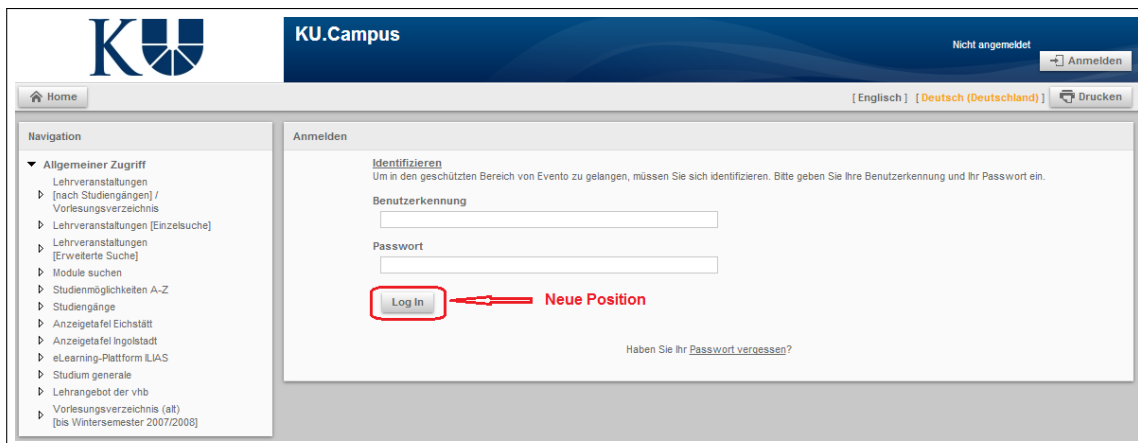 KU
KU.Campus
Nicht angemeldet
Anmelden
Home
[ Englisch ] [ Deutsch (Deutschland) ]
Drucken
Navigation
Allgemeiner Zugriff
Lehrveranstaltungen
[nach Studiengängen] /
Vorlesungsverzeichnis
Lehrveranstaltungen [Einzelsuche]
Lehrveranstaltungen
[Erweiterte Suche]
Module suchen
Studienmöglichkeiten A-Z
Studiengänge
Anzeigetafel Eichstätt
Anzeigetafel Ingolstadt
eLearning-Plattform ILIAS
Studium generale
Lehrangebot der vhb
Vorlesungsverzeichnis (alt)
[bis Wintersemester 2007/2008]
Anmelden
Identifizieren
Um in den geschützten Bereich von Evento zu gelangen, müssen Sie sich identifizieren. Bitte geben Sie Ihre Benutzerkennung und Ihr Passwort ein.
Benutzerkennung
Passwort
Log In
Neue Position
Haben Sie Ihr Passwort vergessen?